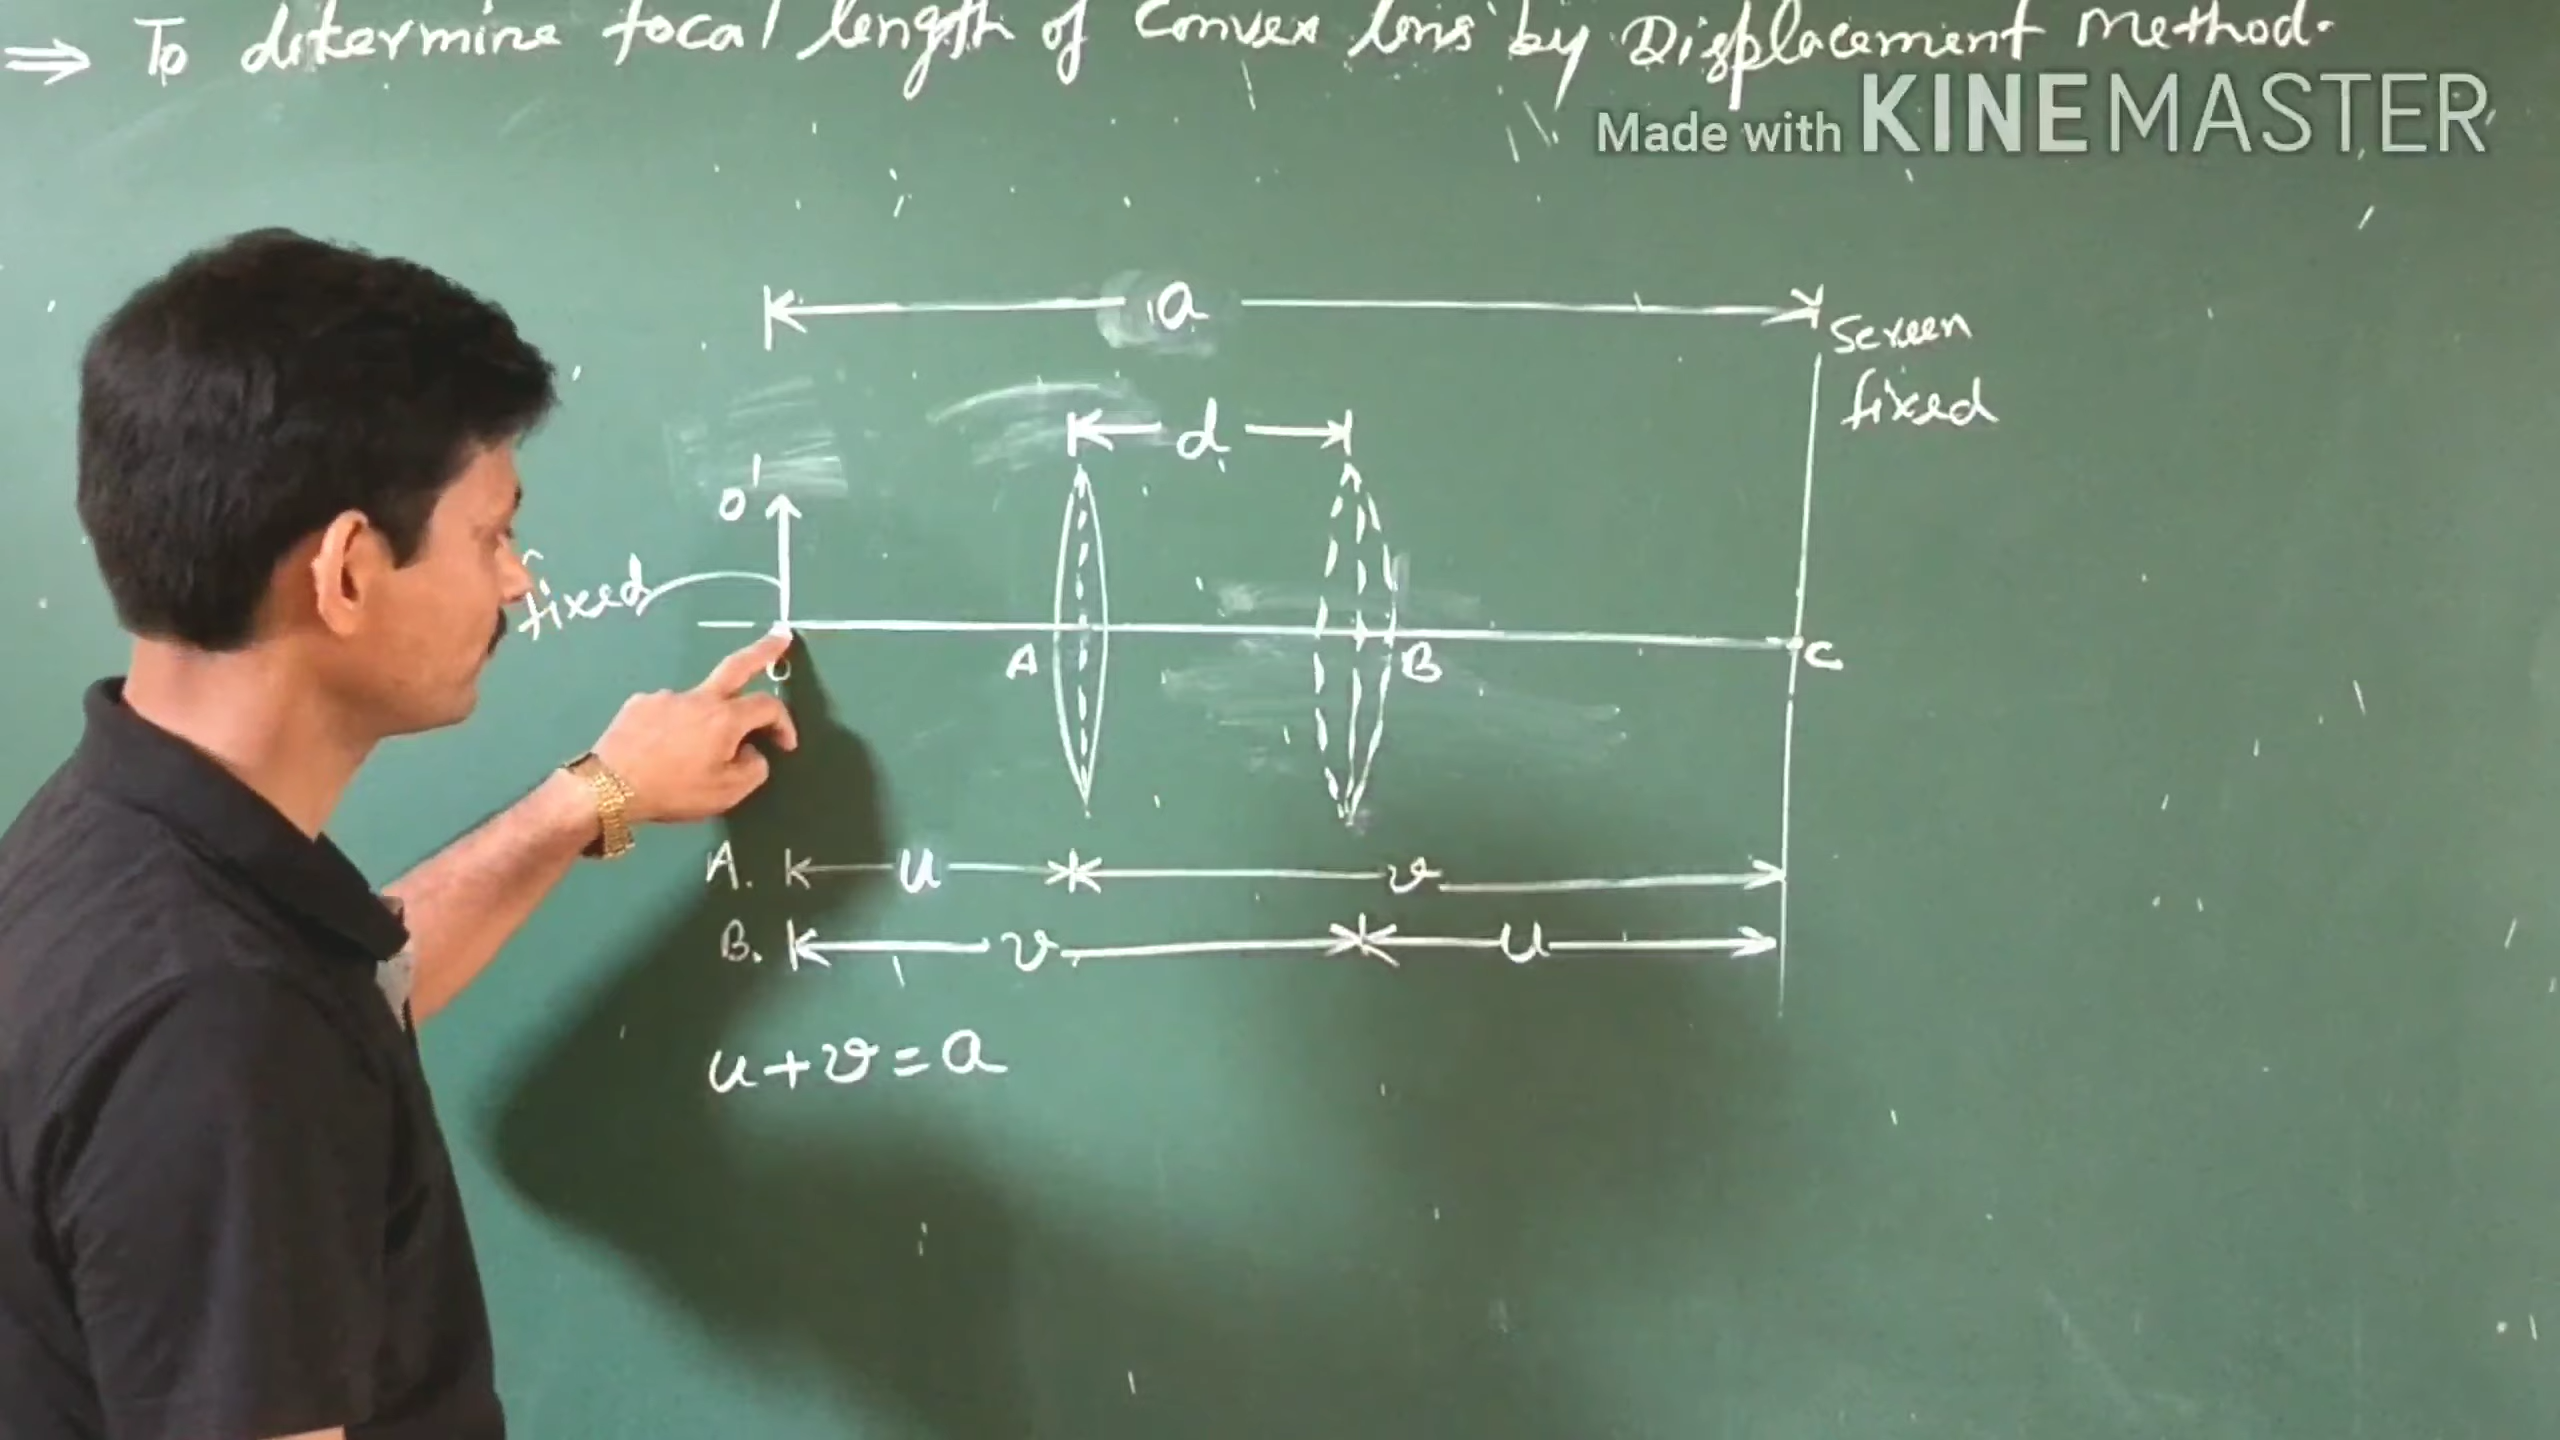 ⇒ To determine focal length of Convex lens by Displacement Method.
Made with KINEMASTER
a
Screen
fixed
d
O'
fixed
O
A
B
C
A. u v
B. v u
u+v=a